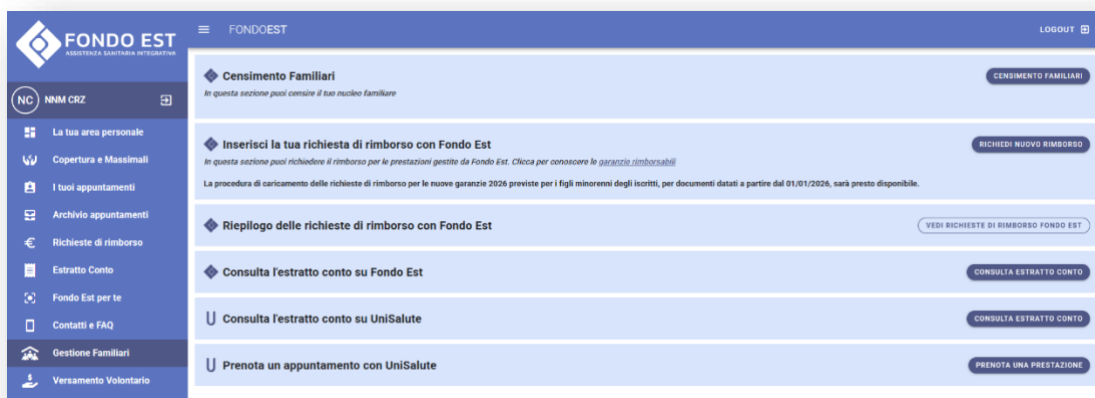 FONDO EST
ASSISTENZA SANITARIA INTEGRATIVA
FONDOEST
LOGOUT
NC
NNM CRZ
La tua area personale
Copertura e Massimali
I tuoi appuntamenti
Archivio appuntamenti
Richieste di rimborso
Estratto Conto
Fondo Est per te
Contatti e FAQ
Gestione Familiari
Versamento Volontario
Censimento Familiari
CENSIMENTO FAMILIARI
In questa sezione puoi censire il tuo nucleo familiare
Inserisci la tua richiesta di rimborso con Fondo Est
RICHIEDI NUOVO RIMBORSO
In questa sezione puoi richiedere il rimborso per le prestazioni gestite da Fondo Est. Clicca per conoscere le garanzie rimborsabili
La procedura di caricamento delle richieste di rimborso per le nuove garanzie 2026 previste per i figli minorenni degli iscritti, per documenti datati a partire dal 01/01/2026, sarà presto disponibile.
Riepilogo delle richieste di rimborso con Fondo Est
VEDI RICHIESTE DI RIMBORSO FONDO EST
Consulta l'estratto conto su Fondo Est
CONSULTA ESTRATTO CONTO
Consulta l'estratto conto su UniSalute
CONSULTA ESTRATTO CONTO
Prenota un appuntamento con UniSalute
PRENOTA UNA PRESTAZIONE